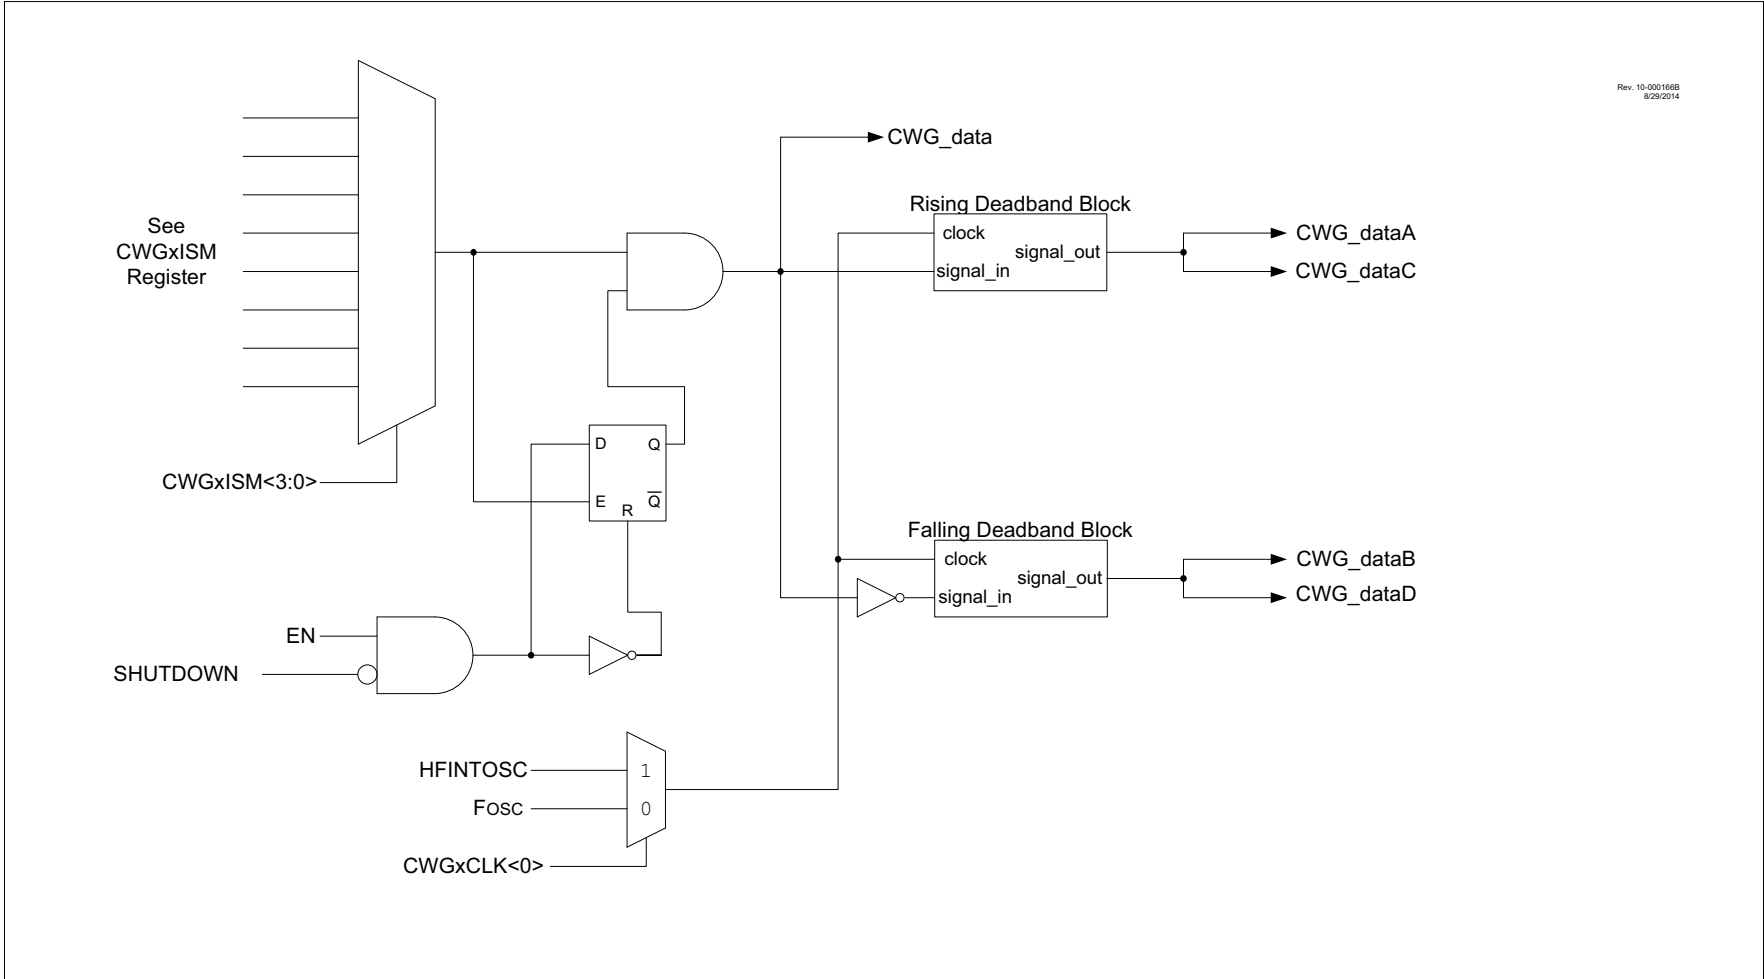 Rev. 10-000166B
8/29/2014
CWG_data
Rising Deadband Block
clock
signal_out
signal_in
CWG_dataA
CWG_dataC
See
CWGxISM
Register
CWGxISM<3:0>
D
Q
E
R
Q̅
Falling Deadband Block
clock
signal_out
signal_in
CWG_dataB
CWG_dataD
EN
SHUTDOWN
HFINTOSC
1
FOSC
0
CWGxCLK<0>